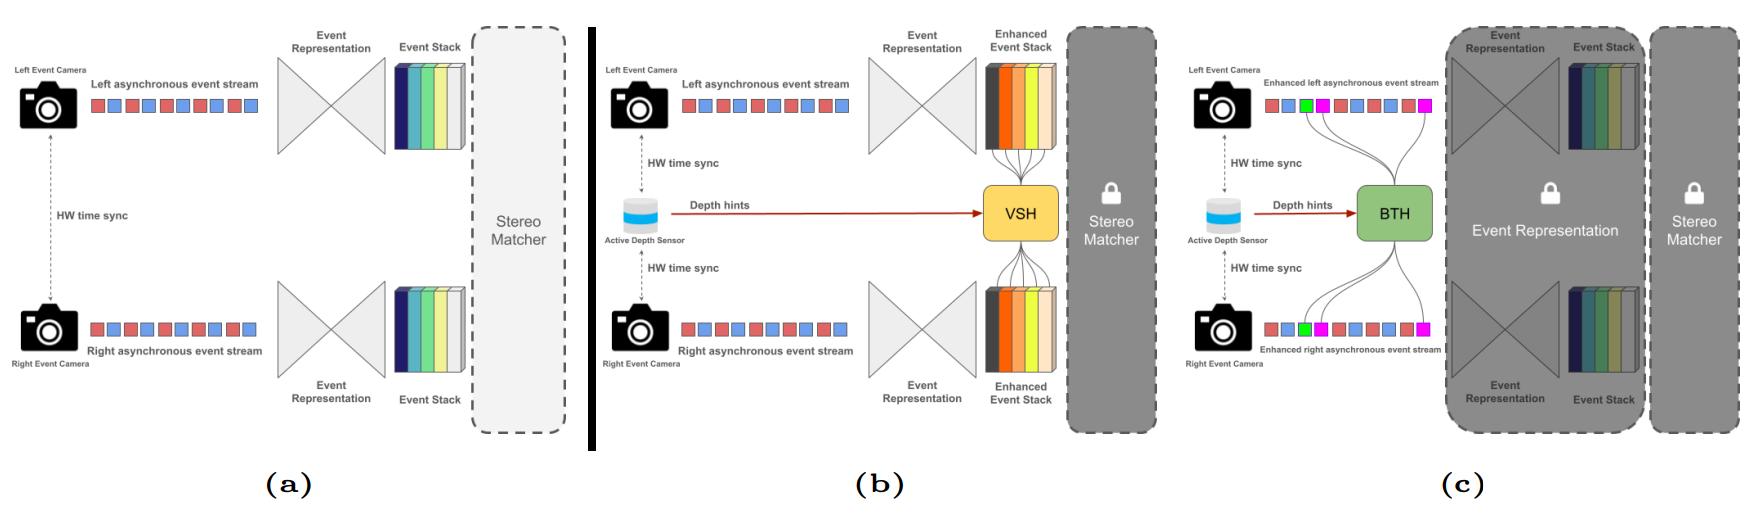 Event
Representation
Event Stack
Left Event Camera
Left asynchronous event stream
HW time sync
Stereo
Matcher
Right asynchronous event stream
Right Event Camera
Event
Representation
Event Stack
(a)
Event
Representation
Enhanced
Event Stack
Left Event Camera
Left asynchronous event stream
HW time sync
Depth hints
VSH
Active Depth Sensor
Stereo
Matcher
HW time sync
Right asynchronous event stream
Right Event Camera
Event
Representation
Enhanced
Event Stack
(b)
Event
Representation
Event Stack
Left Event Camera
Enhanced left asynchronous event stream
HW time sync
Depth hints
BTH
Active Depth Sensor
Event Representation
Stereo
Matcher
HW time sync
Enhanced right asynchronous event stream
Right Event Camera
Event
Representation
Event Stack
(c)